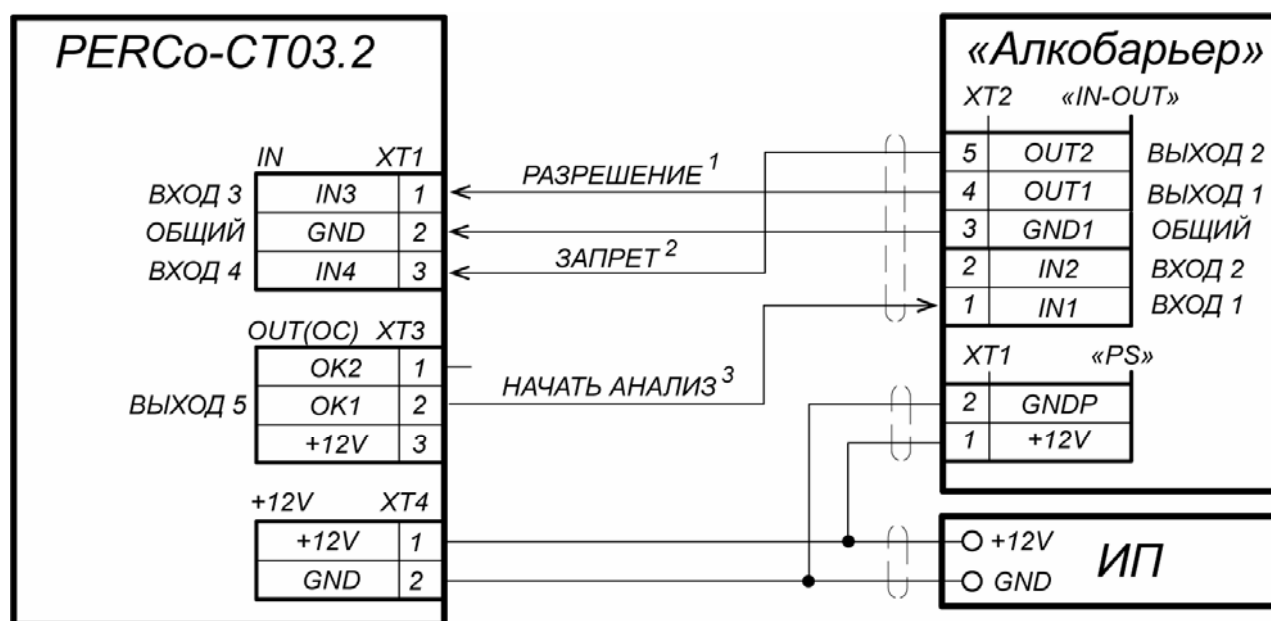 PERCo-CT03.2
«Алкобарьер»
XT2 «IN-OUT»
IN XT1
ВХОД 3 IN3 1
ОБЩИЙ GND 2
ВХОД 4 IN4 3
РАЗРЕШЕНИЕ 1
ЗАПРЕТ 2
5 OUT2 ВЫХОД 2
4 OUT1 ВЫХОД 1
3 GND1 ОБЩИЙ
2 IN2 ВХОД 2
1 IN1 ВХОД 1
OUT(OC) XT3
OK2 1
ВЫХОД 5 OK1 2
+12V 3
НАЧАТЬ АНАЛИЗ 3
XT1 «PS»
2 GNDP
1 +12V
+12V XT4
+12V 1
GND 2
+12V
GND
ИП